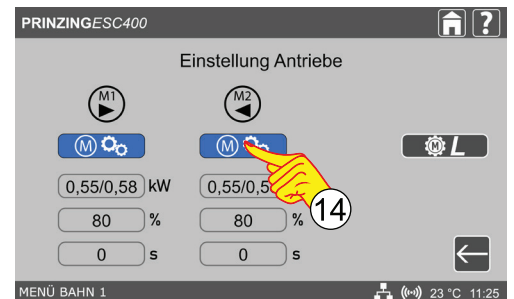 PRINZINGESC400
?
Einstellung Antriebe
M1 M2
M M M L
0,55/0,58 kW 0,55/0,5
80 % 80 %
0 s 0 s
14
MENÜ BAHN 1 23 °C 11:25